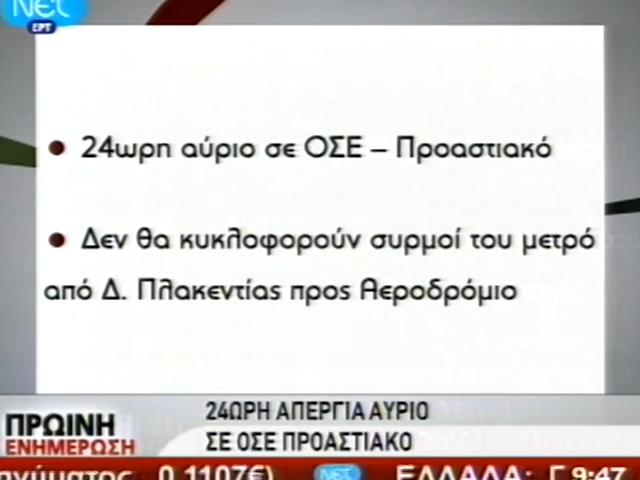 NET
ΕΡΤ
• 24ωρη αύριο σε ΟΣΕ – Προαστιακό
• Δεν θα κυκλοφορούν συρμοί του μετρό
από Δ. Πλακεντίας προς Αεροδρόμιο
ΠΡΩΙΝΗ
ΕΝΗΜΕΡΩΣΗ
24ΩΡΗ ΑΠΕΡΓΙΑ ΑΥΡΙΟ
ΣΕ ΟΣΕ ΠΡΟΑΣΤΙΑΚΟ
0,1107€) NET ΕΛΛΑΔΑ: Γ 9:47